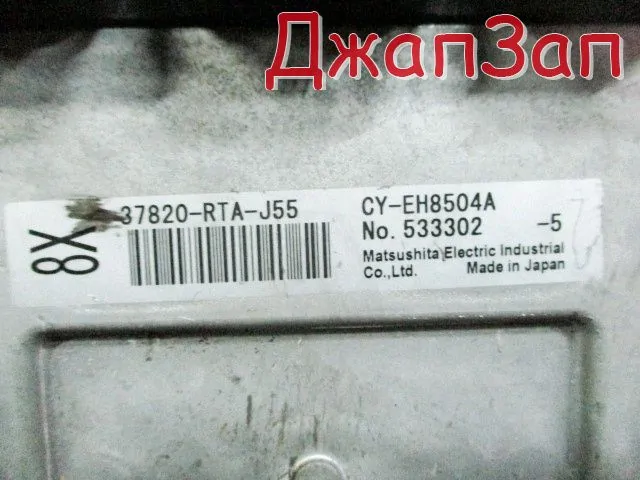 ДжапЗап
37820-RTA-J55
8X
CY-EH8504A
No. 533302 -5
Matsushita Electric Industrial
Co.,Ltd. Made in Japan